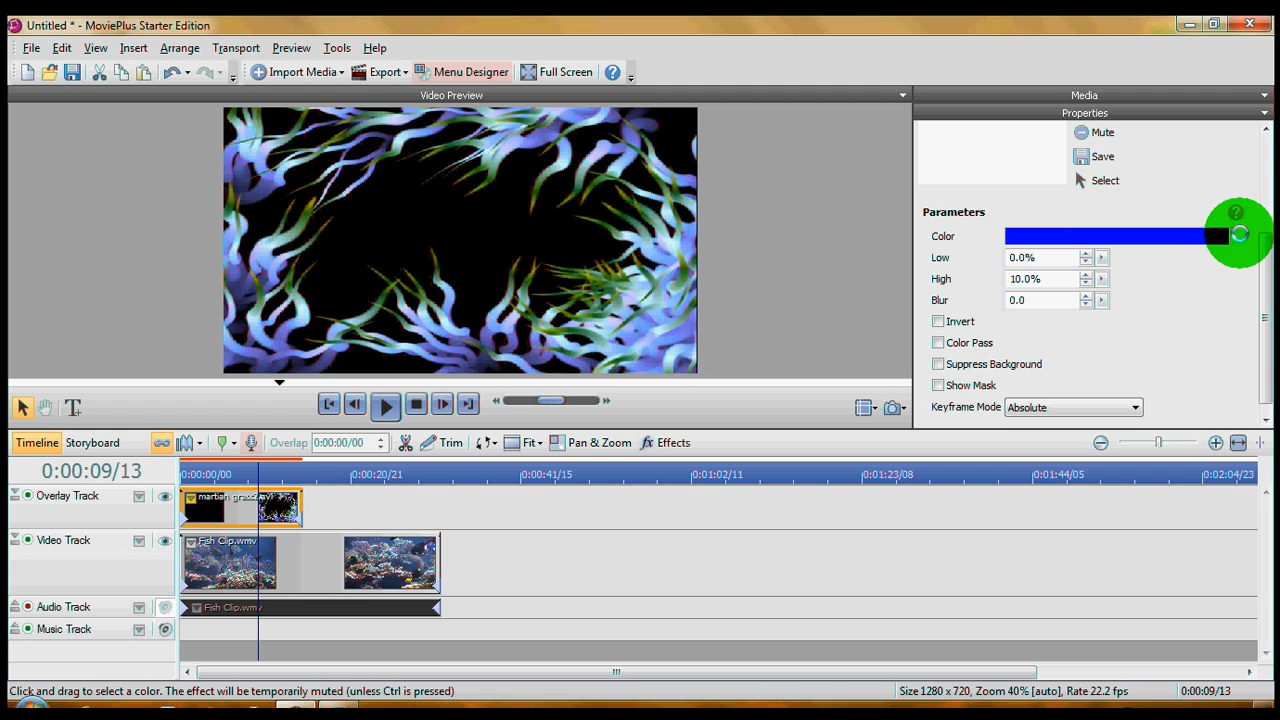 Untitled * - MoviePlus Starter Edition
File Edit View Insert Arrange Transport Preview Tools Help
Import Media Export Menu Designer Full Screen
Video Preview
Media
Properties
Mute
Save
Select
Parameters
Color
Low 0.0%
High 10.0%
Blur 0.0
Invert
Color Pass
Suppress Background
Show Mask
Keyframe Mode Absolute
Timeline Storyboard Overlap 0:00:00/00 Trim Fit Pan & Zoom fx Effects
0:00:09/13 0:00:00/00 0:00:20/21 0:00:41/15 0:01:02/11 0:01:23/08 0:01:44/05 0:02:04/23
Overlay Track
Video Track Fish Clip.wmv
Audio Track Fish Clip.wmv
Music Track
Click and drag to select a color. The effect will be temporarily muted (unless Ctrl is pressed) Size 1280 x 720, Zoom 40% [auto], Rate 22.2 fps 0:00:09/13